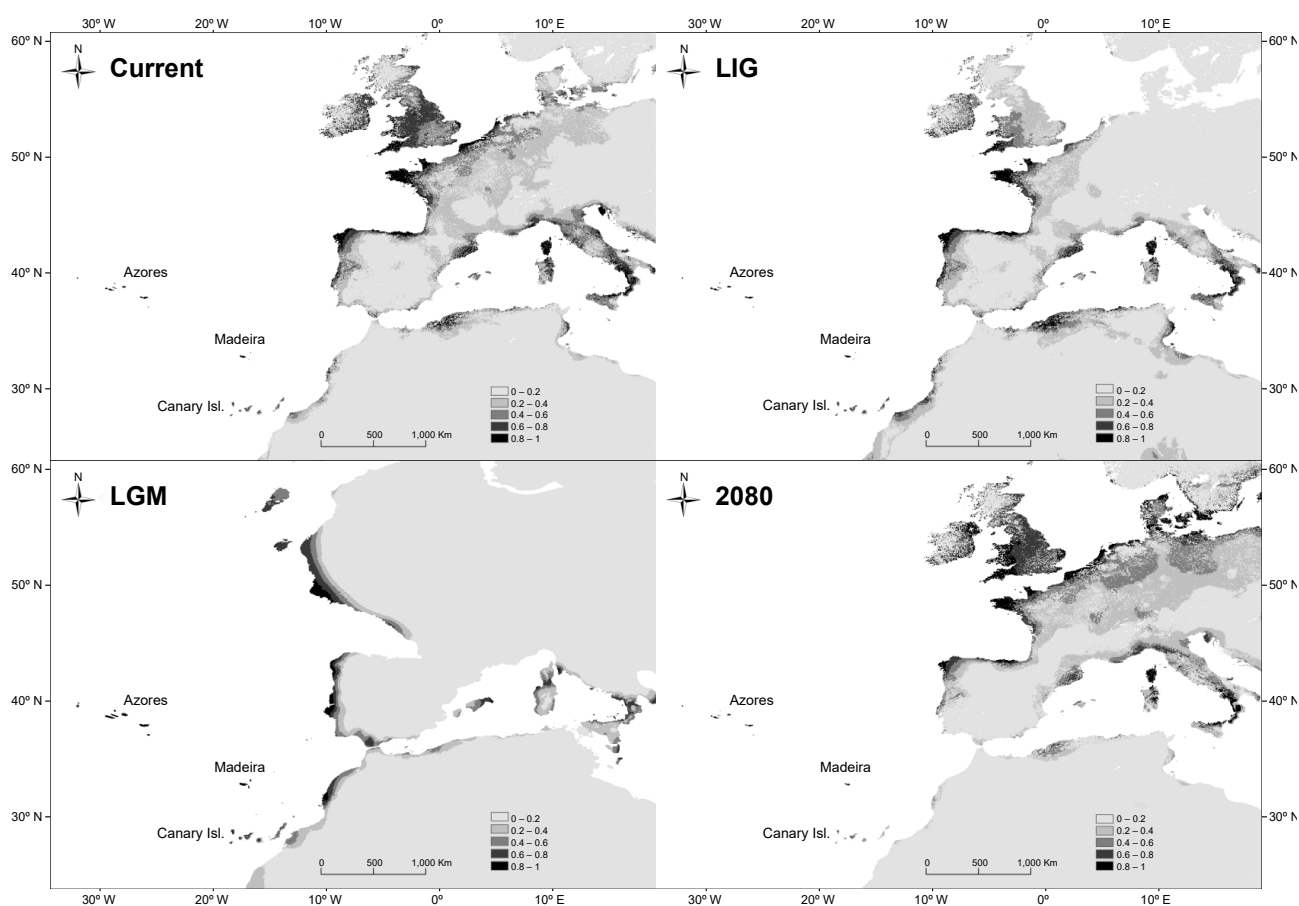 30º W 20º W 10º W 0º 10º E 30º W 20º W 10º W 0º 10º E
60º N 60º N
N Current N LIG
50º N 50º N
40º N 40º N
Azores Azores
Madeira Madeira
30º N 30º N
Canary Isl. Canary Isl.
0 – 0.2 0 – 0.2
0.2 – 0.4 0.2 – 0.4
0.4 – 0.6 0.4 – 0.6
0.6 – 0.8 0.6 – 0.8
0.8 – 1 0.8 – 1
0 500 1,000 Km 0 500 1,000 Km
60º N 60º N
N LGM N 2080
50º N 50º N
40º N 40º N
Azores Azores
Madeira Madeira
30º N 30º N
Canary Isl. Canary Isl.
0 – 0.2 0 – 0.2
0.2 – 0.4 0.2 – 0.4
0.4 – 0.6 0.4 – 0.6
0.6 – 0.8 0.6 – 0.8
0.8 – 1 0.8 – 1
0 500 1,000 Km 0 500 1,000 Km
30º W 20º W 10º W 0º 10º E 30º W 20º W 10º W 0º 10º E